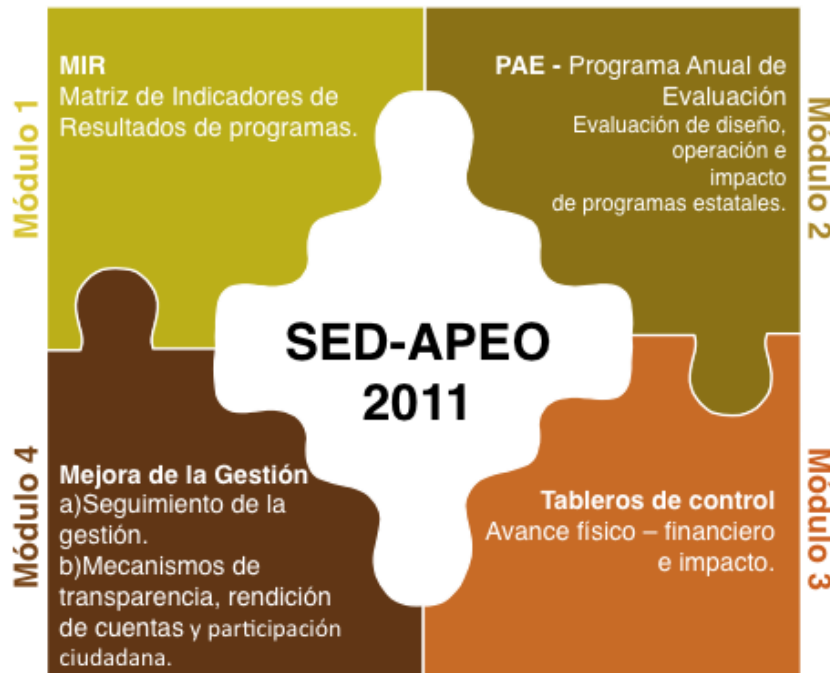 Módulo 1
MIR
Matriz de Indicadores de
Resultados de programas.
PAE - Programa Anual de
Evaluación
Evaluación de diseño,
operación e
impacto
de programas estatales.
Módulo 2
SED-APEO
2011
Módulo 4
Mejora de la Gestión
a)Seguimiento de la
gestión.
b)Mecanismos de
transparencia, rendición
de cuentas y participación
ciudadana.
Tableros de control
Avance físico – financiero
e impacto.
Módulo 3